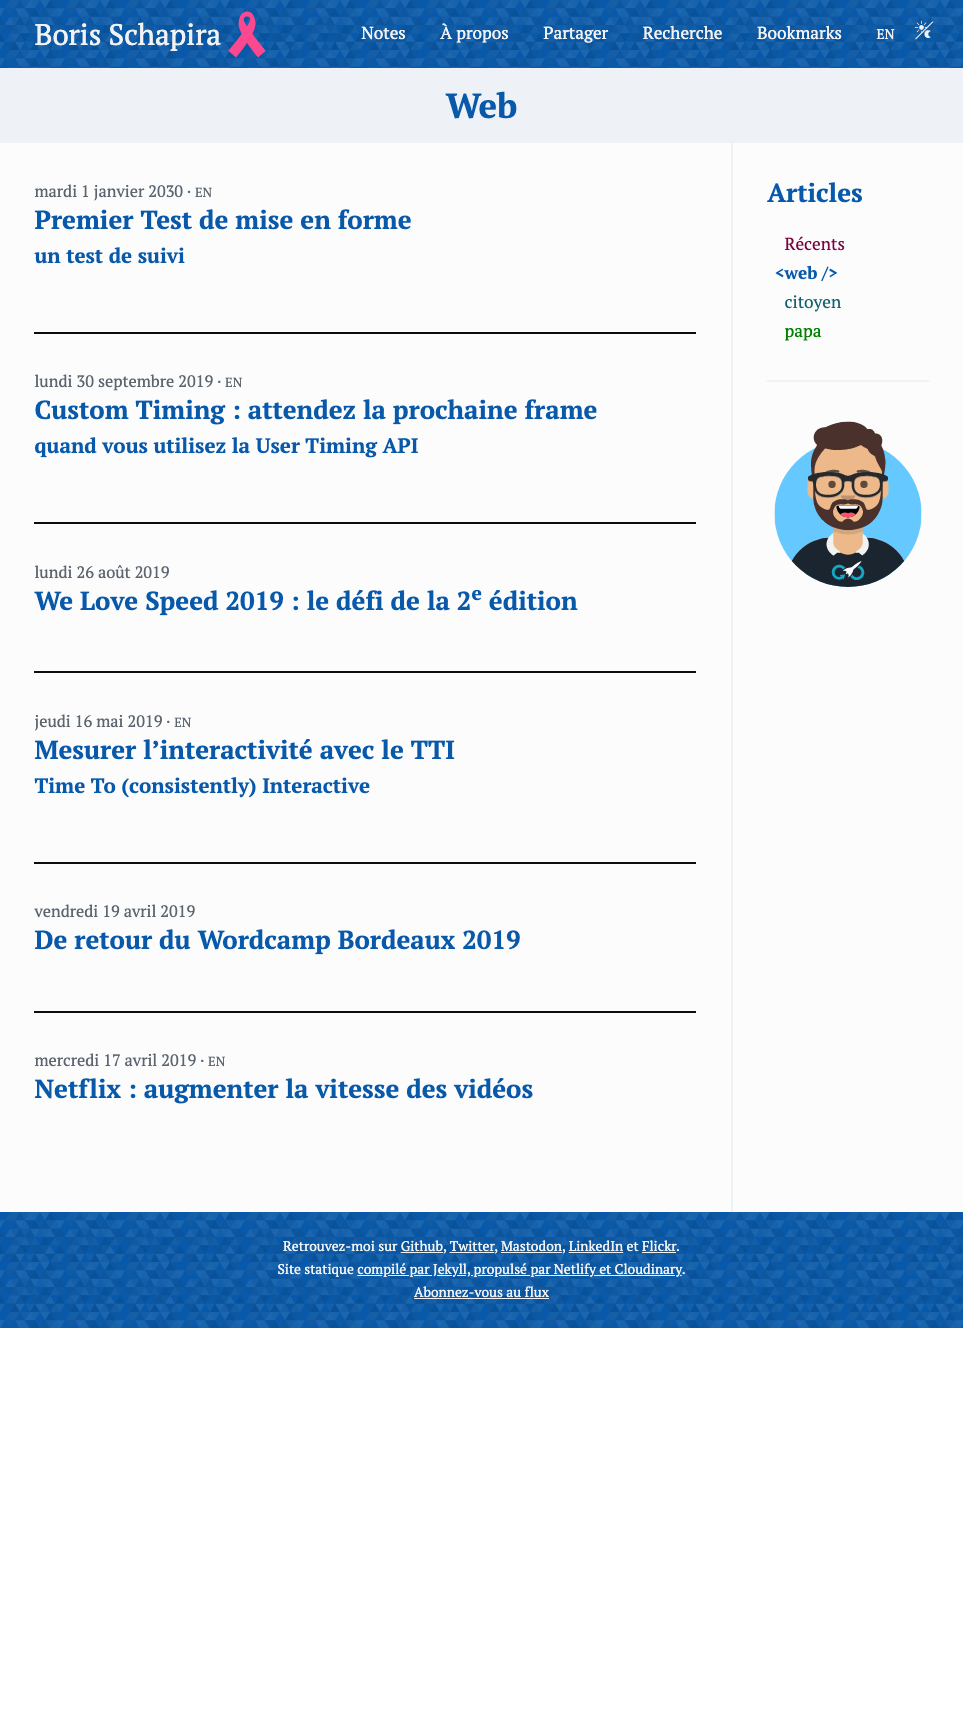 Boris Schapira
Notes
À propos
Partager
Recherche
Bookmarks
EN
Web
mardi 1 janvier 2030 · EN
Premier Test de mise en forme
un test de suivi
lundi 30 septembre 2019 · EN
Custom Timing : attendez la prochaine frame
quand vous utilisez la User Timing API
lundi 26 août 2019
We Love Speed 2019 : le défi de la 2e édition
jeudi 16 mai 2019 · EN
Mesurer l’interactivité avec le TTI
Time To (consistently) Interactive
vendredi 19 avril 2019
De retour du Wordcamp Bordeaux 2019
mercredi 17 avril 2019 · EN
Netflix : augmenter la vitesse des vidéos
Articles
Récents
<web />
citoyen
papa
Retrouvez-moi sur Github, Twitter, Mastodon, LinkedIn et Flickr.
Site statique compilé par Jekyll, propulsé par Netlify et Cloudinary.
Abonnez-vous au flux